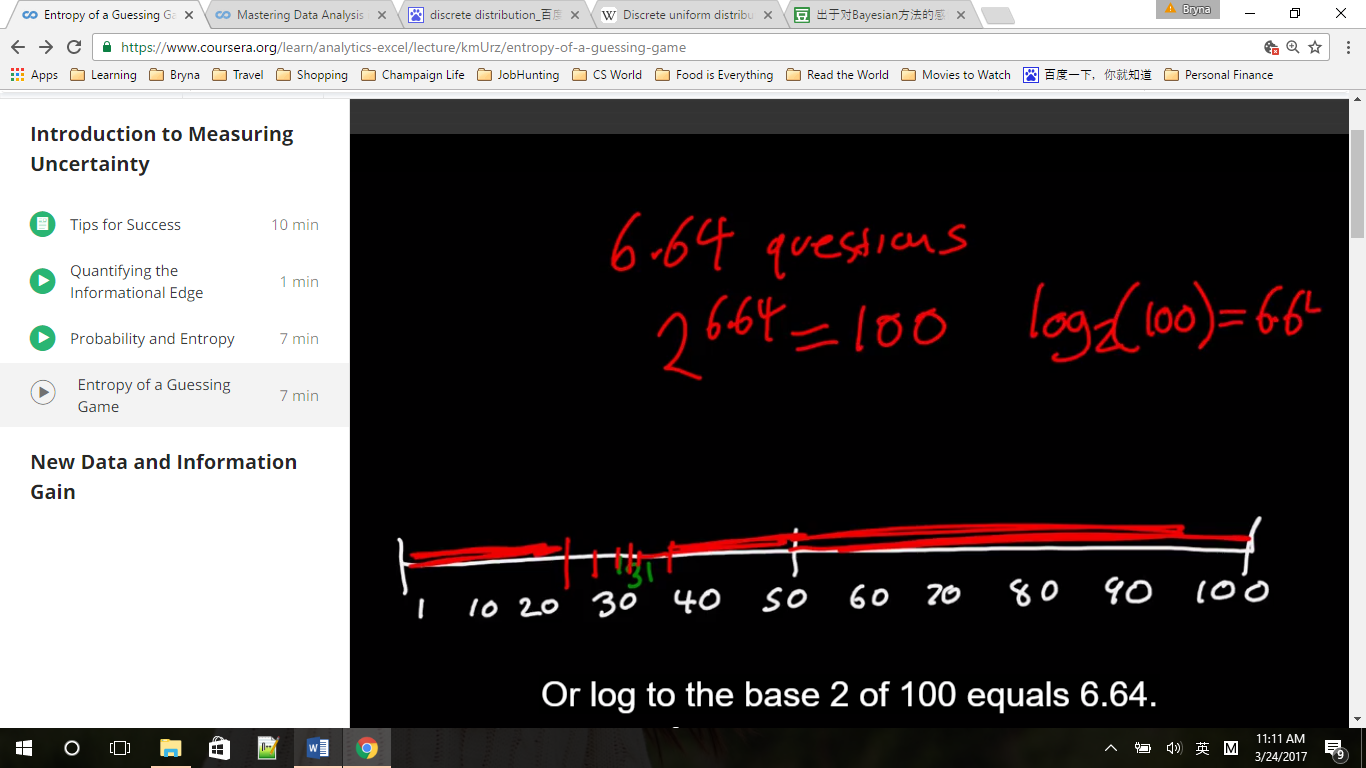 Entropy of a Guessing Ga
Mastering Data Analysis
discrete distribution_百度
Discrete uniform distribu
出于对Bayesian方法的感
Bryna
https://www.coursera.org/learn/analytics-excel/lecture/kmUrz/entropy-of-a-guessing-game
Apps Learning Bryna Travel Shopping Champaign Life JobHunting CS World Food is Everything Read the World Movies to Watch 百度一下，你就知道 Personal Finance
Introduction to Measuring
Uncertainty
Tips for Success 10 min
Quantifying the
Informational Edge 1 min
Probability and Entropy 7 min
Entropy of a Guessing
Game 7 min
New Data and Information
Gain
6.64 questions
2^6.64 = 100 log2(100) = 6.6
31
1 10 20 30 40 50 60 70 80 90 100
Or log to the base 2 of 100 equals 6.64.
英 M
11:11 AM
3/24/2017
9